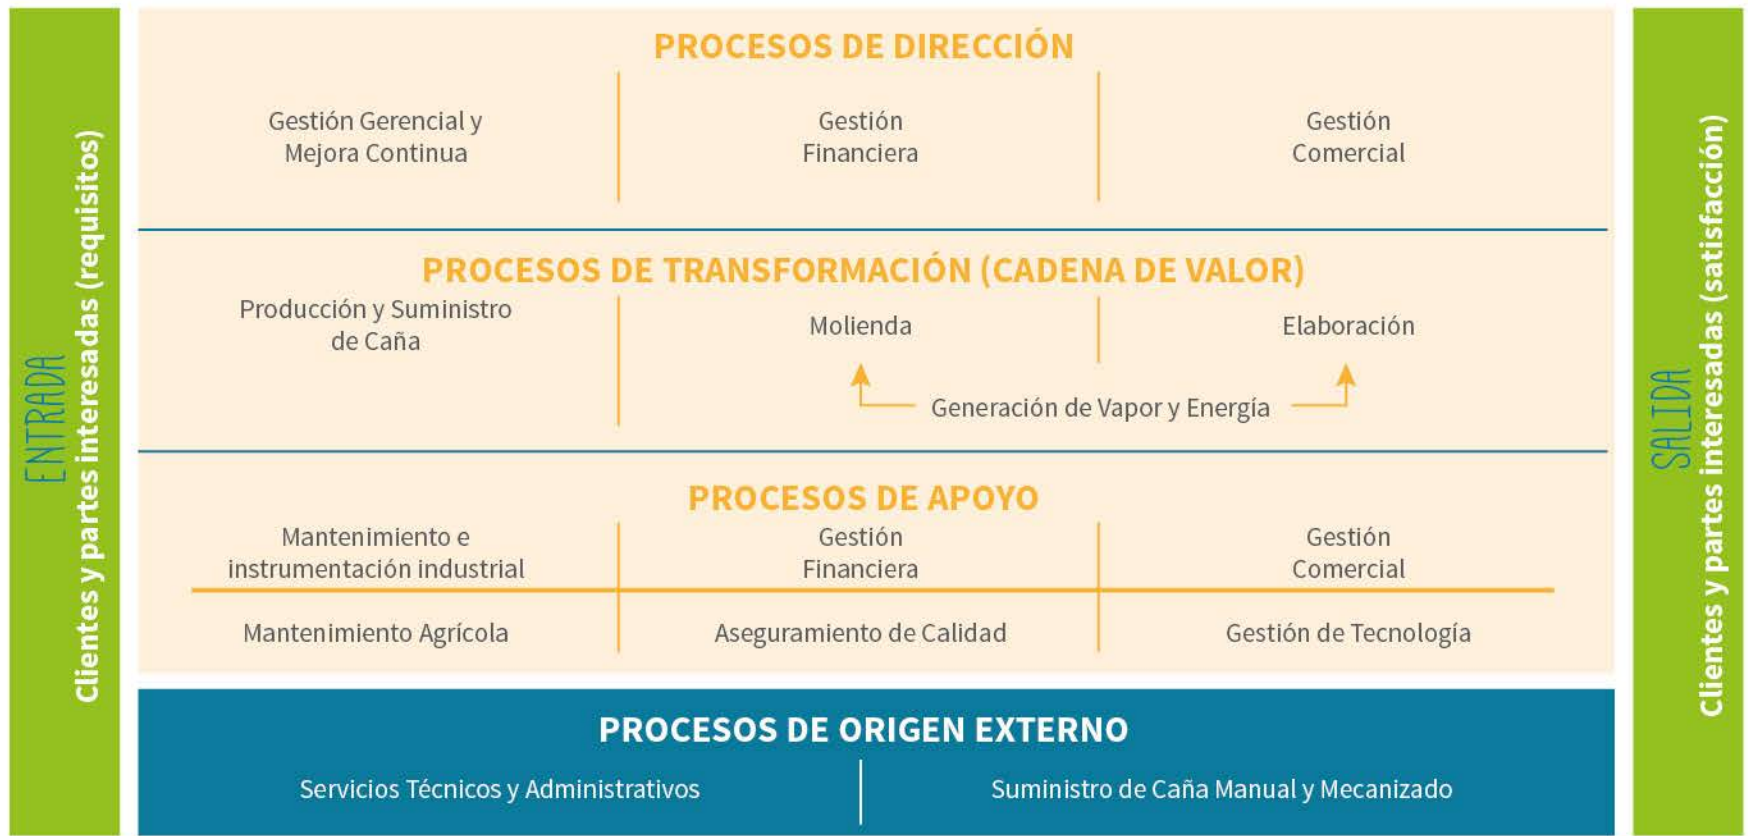 ENTRADA
Clientes y partes interesadas (requisitos)
PROCESOS DE DIRECCIÓN
Gestión Gerencial y
Mejora Continua
Gestión
Financiera
Gestión
Comercial
PROCESOS DE TRANSFORMACIÓN (CADENA DE VALOR)
Producción y Suministro
de Caña
Molienda
Elaboración
Generación de Vapor y Energía
PROCESOS DE APOYO
Mantenimiento e
instrumentación industrial
Gestión
Financiera
Gestión
Comercial
Mantenimiento Agrícola
Aseguramiento de Calidad
Gestión de Tecnología
PROCESOS DE ORIGEN EXTERNO
Servicios Técnicos y Administrativos
Suministro de Caña Manual y Mecanizado
SALIDA
Clientes y partes interesadas (satisfacción)